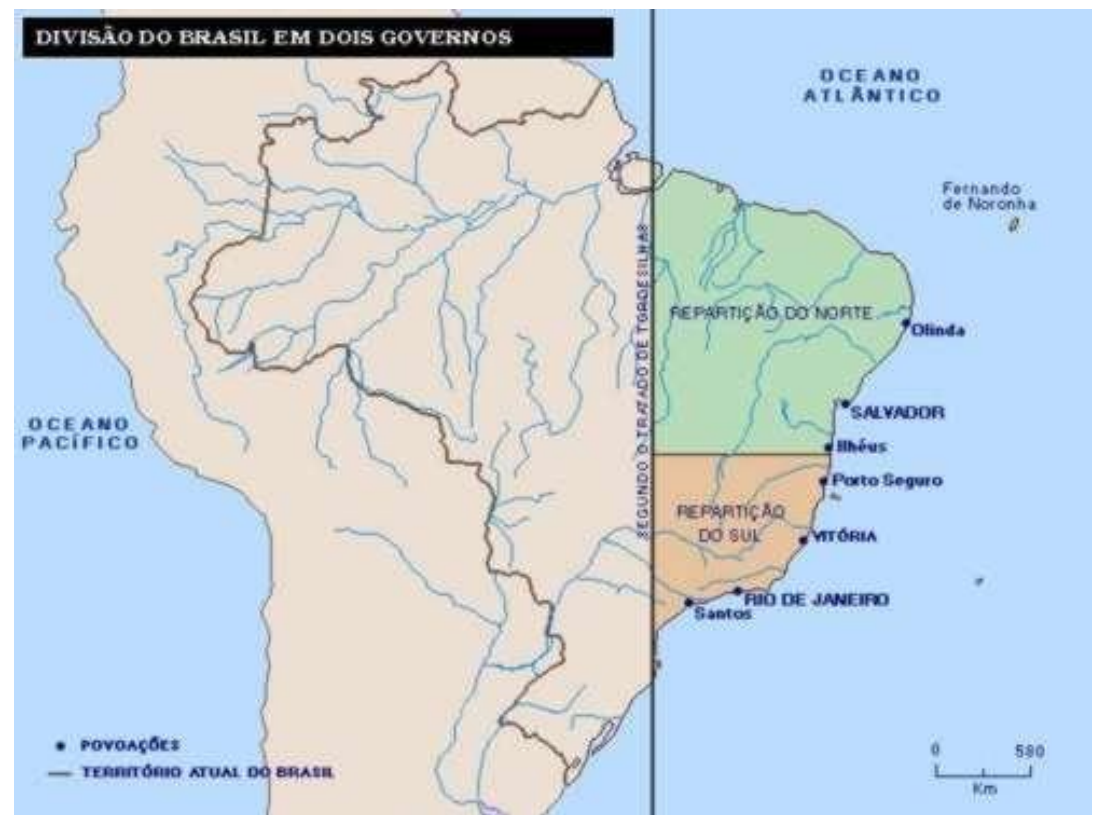 DIVISÃO DO BRASIL EM DOIS GOVERNOS
OCEANO
ATLÂNTICO
Fernando
de Noronha
SEGUNDO O TRATADO DE TORDESILHAS
REPARTIÇÃO DO NORTE
Olinda
SALVADOR
OCEANO
PACÍFICO
Ilhéus
Porto Seguro
REPARTIÇÃO
DO SUL
VITÓRIA
RIO DE JANEIRO
Santos
POVOAÇÕES
TERRITÓRIO ATUAL DO BRASIL
0 580
Km